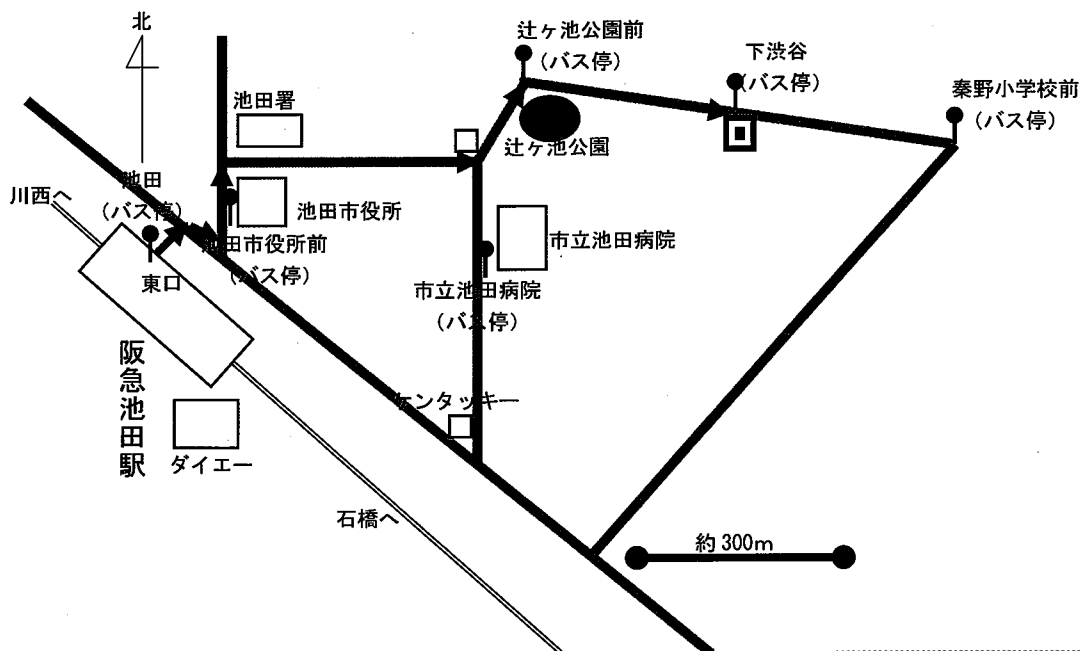 北
辻ヶ池公園前
(バス停)
下渋谷
(バス停)
秦野小学校前
(バス停)
池田署
辻ヶ池公園
池田
(バス停)
川西へ
池田市役所
池田市役所前
(バス停)
東口
市立池田病院
市立池田病院
(バス停)
阪急池田駅
ケンタッキー
ダイエー
石橋へ
約300m